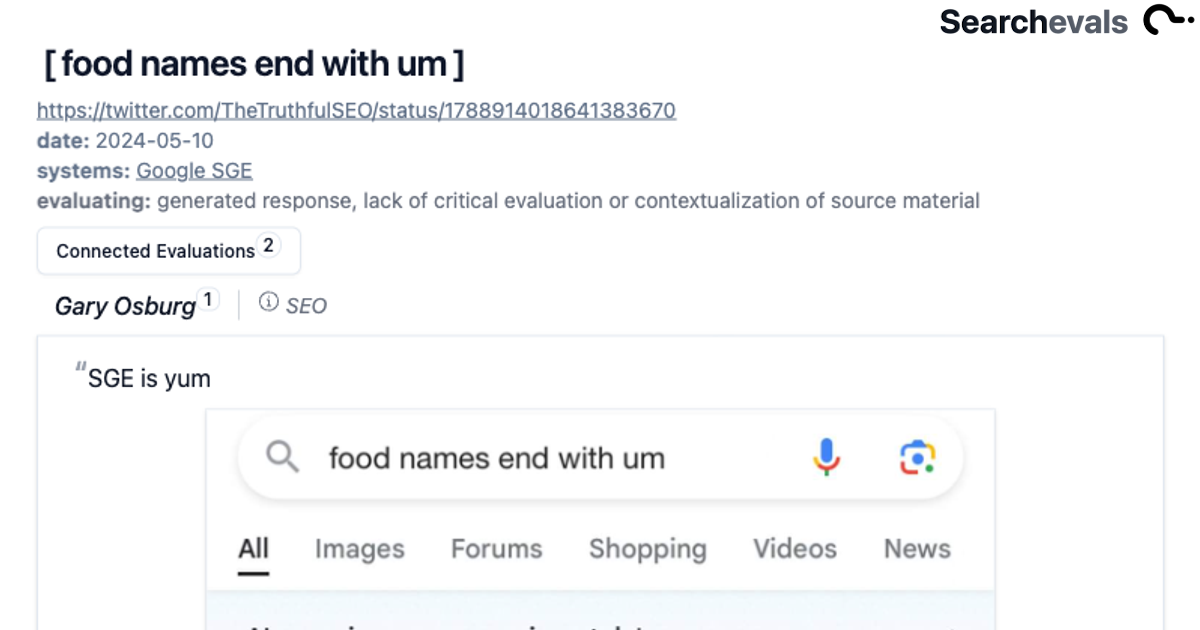 Searchevals
[ food names end with um ]
https://twitter.com/TheTruthfulSEO/status/1788914018641383670
date: 2024-05-10
systems: Google SGE
evaluating: generated response, lack of critical evaluation or contextualization of source material
Connected Evaluations 2
Gary Osburg 1 SEO
"SGE is yum
food names end with um
All Images Forums Shopping Videos News